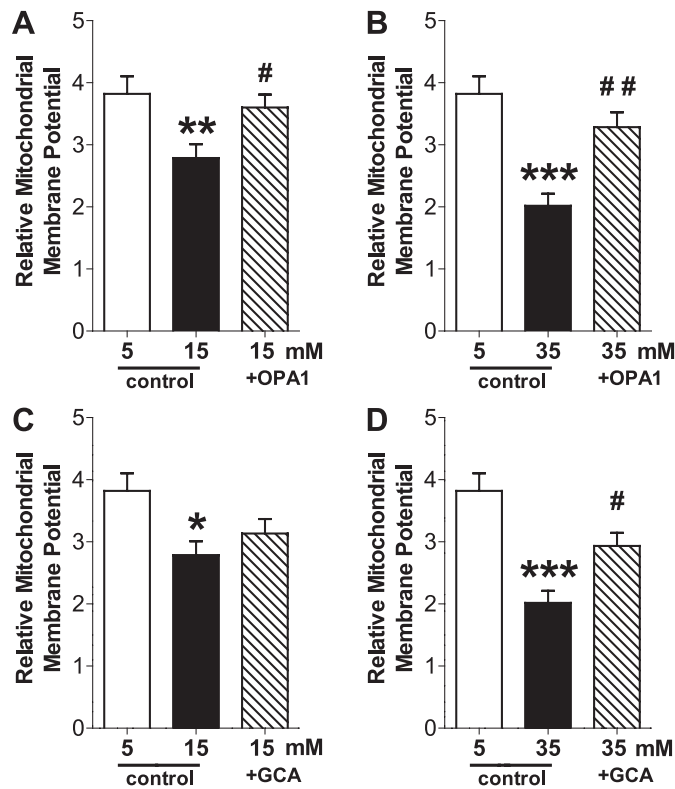 A
Relative Mitochondrial
Membrane Potential
5
4
3
2
1
0
**
#
5 15 15 mM
control +OPA1
B
Relative Mitochondrial
Membrane Potential
5
4
3
2
1
0
***
# #
5 35 35 mM
control +OPA1
C
Relative Mitochondrial
Membrane Potential
5
4
3
2
1
0
*
5 15 15 mM
control +GCA
D
Relative Mitochondrial
Membrane Potential
5
4
3
2
1
0
***
#
5 35 35 mM
control +GCA